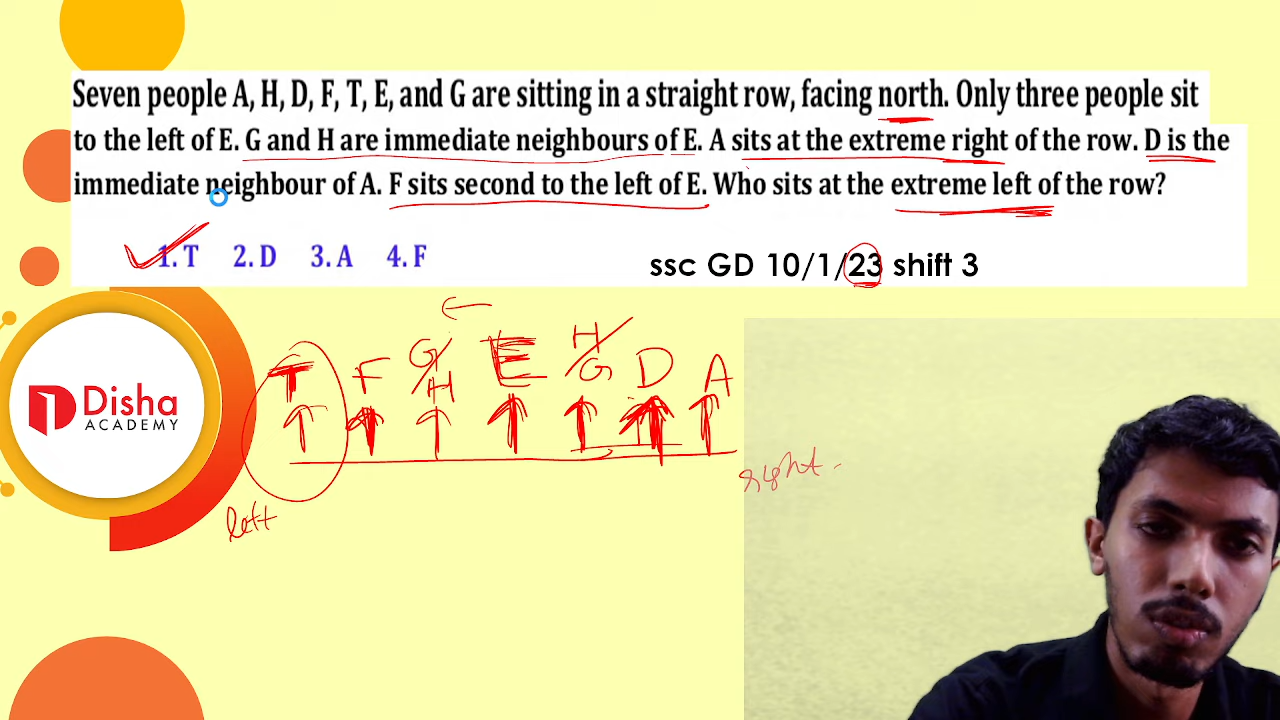 Seven people A, H, D, F, T, E, and G are sitting in a straight row, facing north. Only three people sit
to the left of E. G and H are immediate neighbours of E. A sits at the extreme right of the row. D is the
immediate neighbour of A. F sits second to the left of E. Who sits at the extreme left of the row?
1. T 2. D 3. A 4. F
ssc GD 10/1/23 shift 3
T F G/H E H/G D A
Disha
ACADEMY
left
right